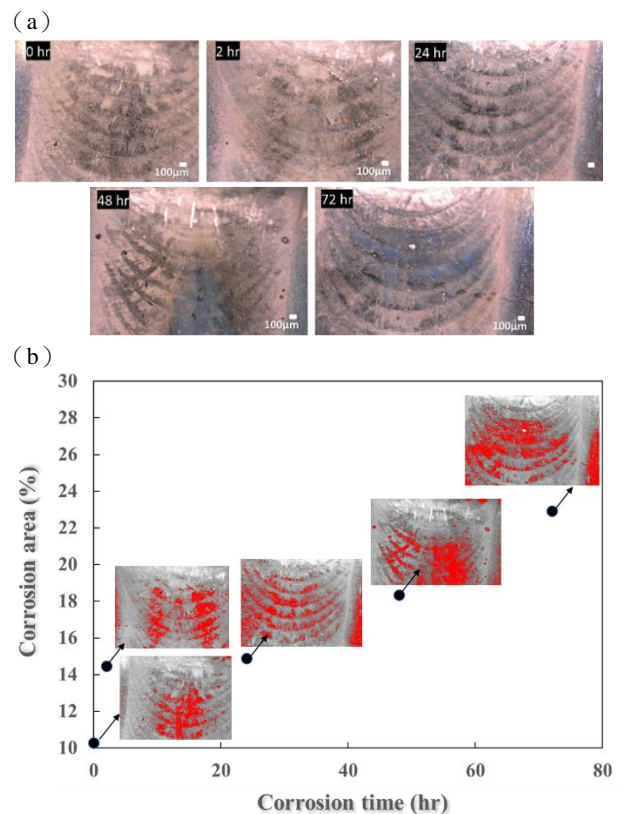 （a）
0 hr
2 hr
24 hr
100μm
100μm
48 hr
72 hr
100μm
100μm
（b）
30
28
26
24
22
20
18
16
14
12
10
Corrosion area (%)
0
20
40
60
80
Corrosion time (hr)